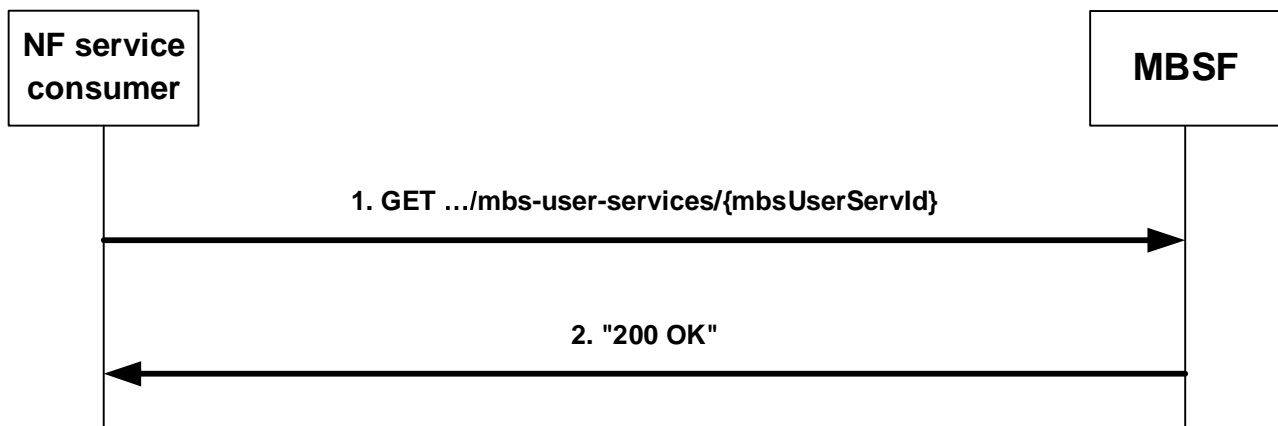 NF service
consumer
MBSF
1. GET …/mbs-user-services/{mbsUserServId}
2. "200 OK"